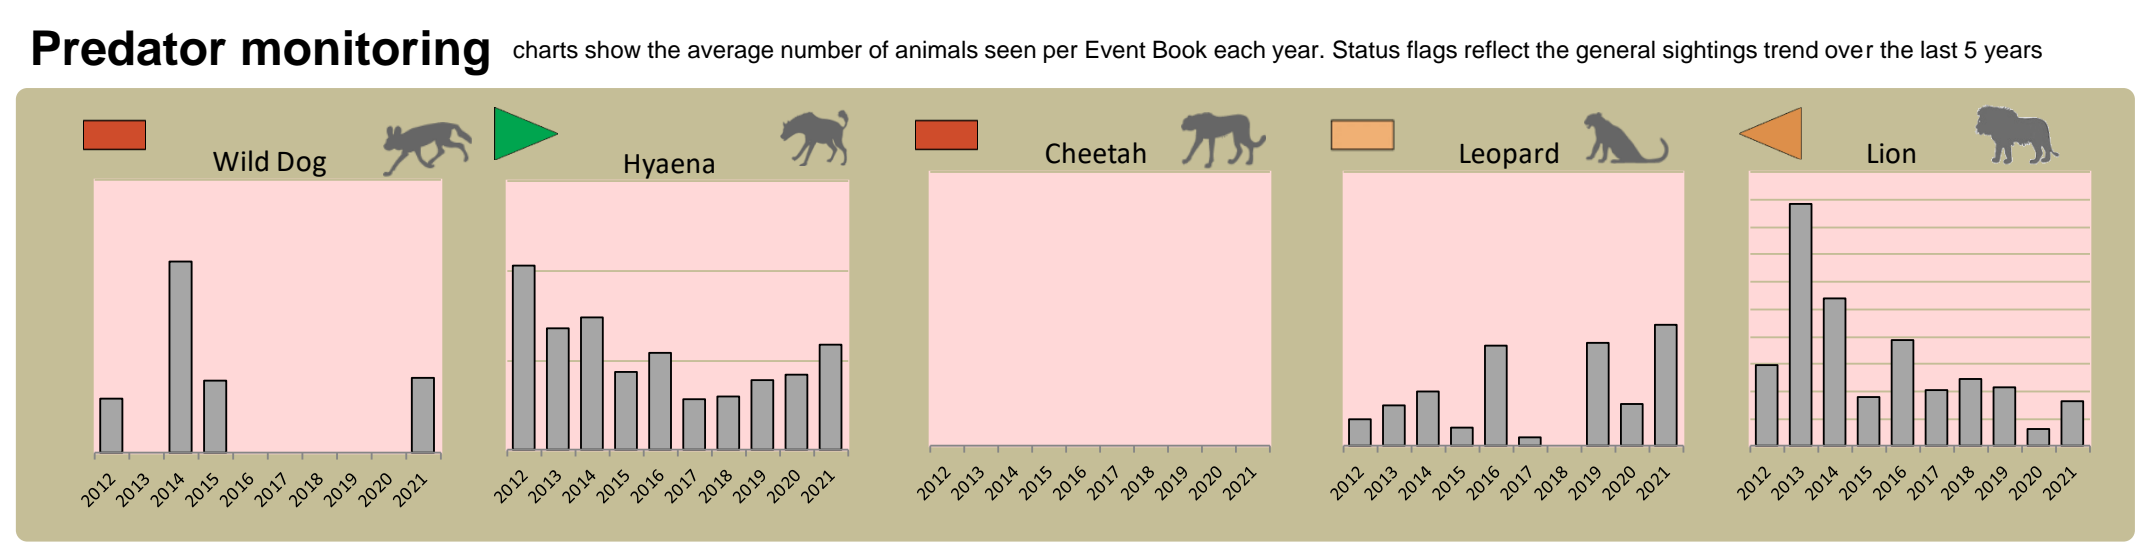 Predator monitoring charts show the average number of animals seen per Event Book each year. Status flags reflect the general sightings trend over the last 5 years
Wild Dog
2012 2013 2014 2015 2016 2017 2018 2019 2020 2021
Hyaena
2012 2013 2014 2015 2016 2017 2018 2019 2020 2021
Cheetah
2012 2013 2014 2015 2016 2017 2018 2019 2020 2021
Leopard
2012 2013 2014 2015 2016 2017 2018 2019 2020 2021
Lion
2012 2013 2014 2015 2016 2017 2018 2019 2020 2021